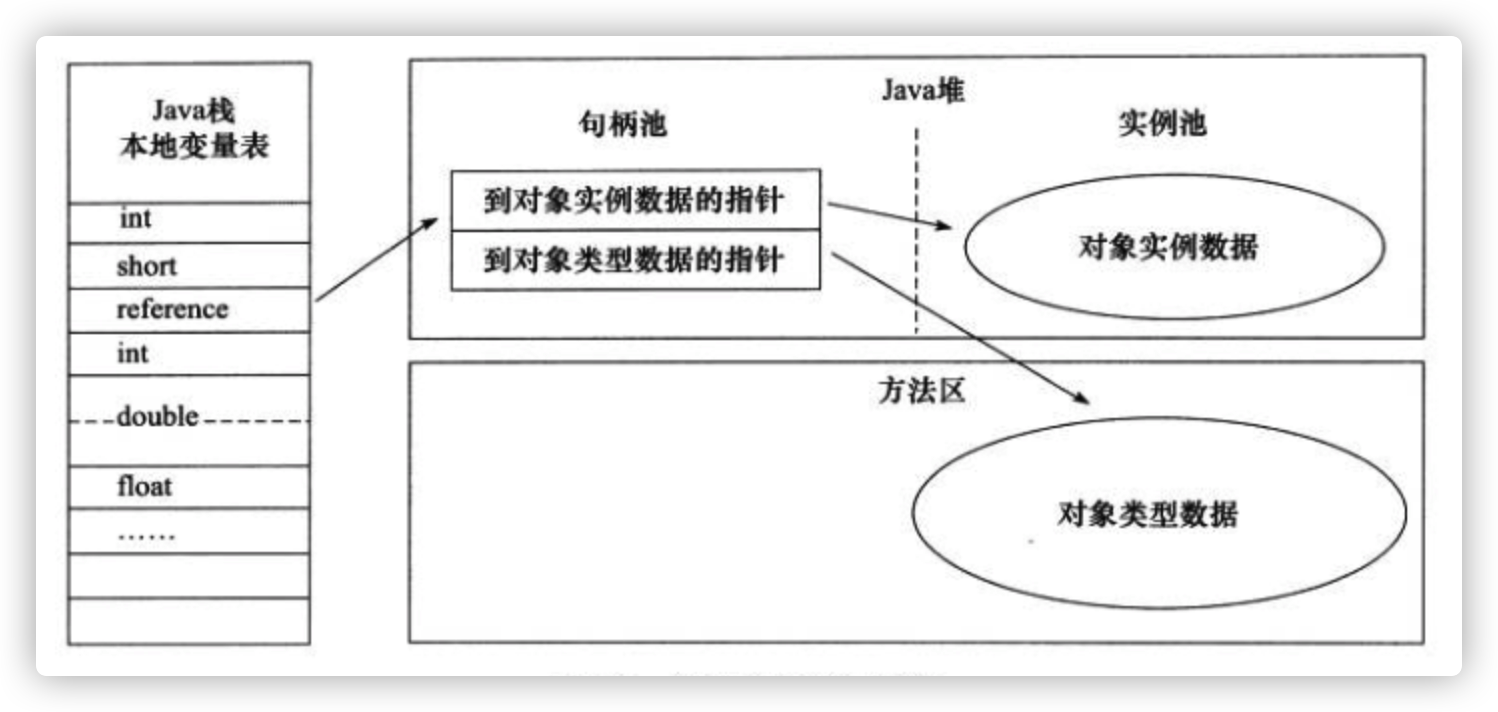 Java栈
本地变量表
int
short
reference
int
double
float
……
Java堆
句柄池
实例池
到对象实例数据的指针
到对象类型数据的指针
对象实例数据
方法区
对象类型数据